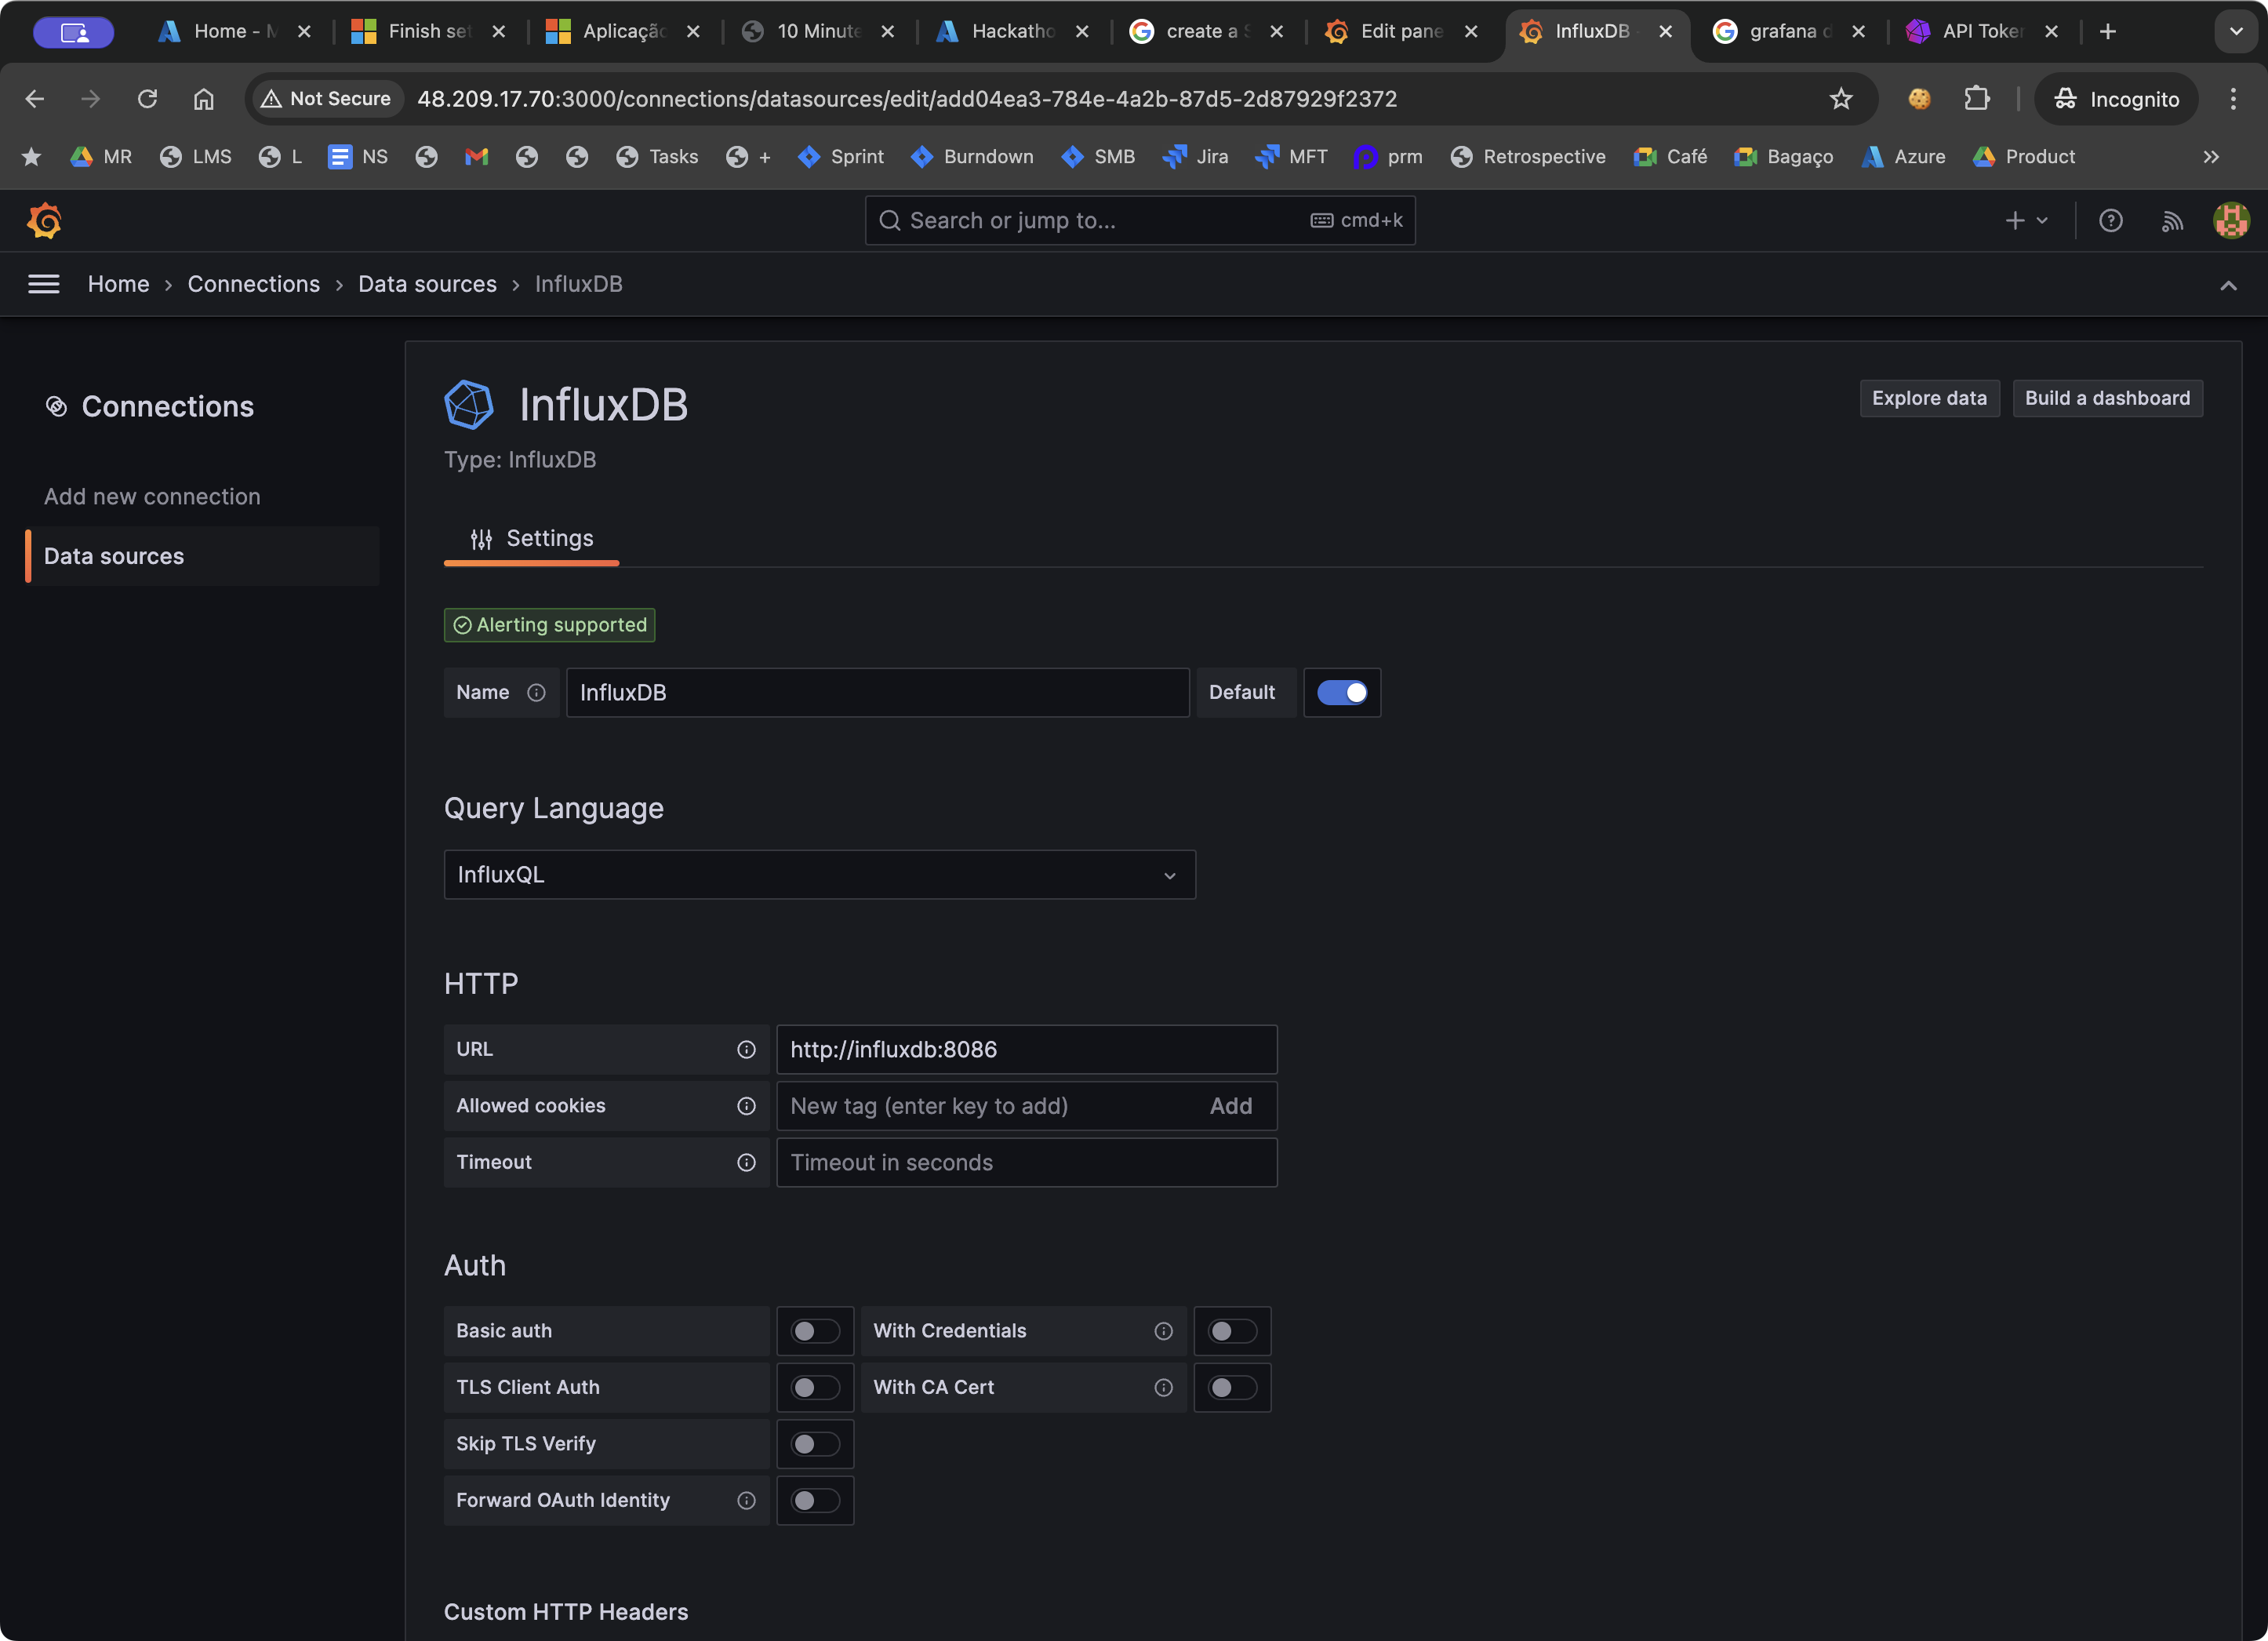 Home - M
Finish set
Aplicação
10 Minute
Hackatho
create a S
Edit pane
InfluxDB -
grafana d
API Token
Not Secure
48.209.17.70:3000/connections/datasources/edit/add04ea3-784e-4a2b-87d5-2d87929f2372
Incognito
MR
LMS
L
NS
Tasks
+
Sprint
Burndown
SMB
Jira
MFT
prm
Retrospective
Café
Bagaço
Azure
Product
Search or jump to...
cmd+k
Home › Connections › Data sources › InfluxDB
Connections
Add new connection
Data sources
InfluxDB
Type: InfluxDB
Explore data
Build a dashboard
Settings
Alerting supported
Name
InfluxDB
Default
Query Language
InfluxQL
HTTP
URL
http://influxdb:8086
Allowed cookies
New tag (enter key to add)
Add
Timeout
Timeout in seconds
Auth
Basic auth
With Credentials
TLS Client Auth
With CA Cert
Skip TLS Verify
Forward OAuth Identity
Custom HTTP Headers